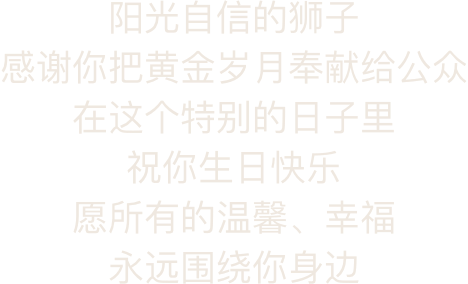 阳光自信的狮子
感谢你把黄金岁月奉献给公众
在这个特别的日子里
祝你生日快乐
愿所有的温馨、幸福
永远围绕你身边